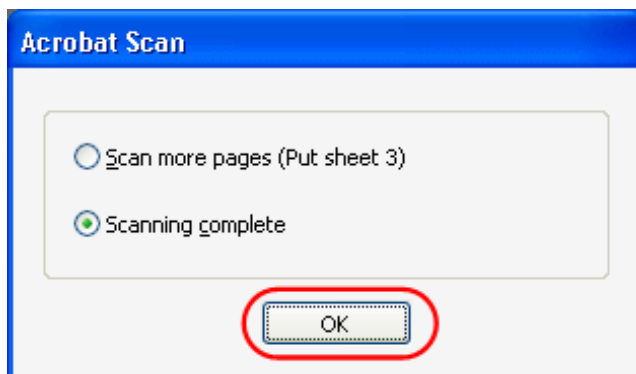 Acrobat Scan
Scan more pages (Put sheet 3)
Scanning complete
OK